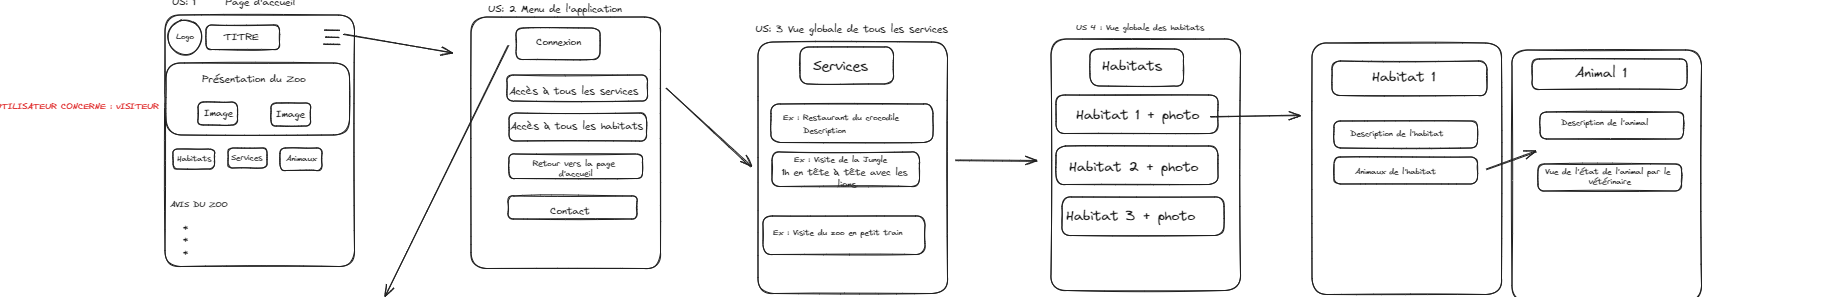 US: 1 Page d'accueil
Logo
TITRE
Présentation du Zoo
Image
Image
Habitats
Services
Animaux
AVIS DU ZOO
*
*
*
UTILISATEUR CONCERNE : VISITEUR
US: 2 Menu de l'application
Connexion
Accès à tous les services
Accès à tous les habitats
Retour vers la page
d'accueil
Contact
US: 3 Vue globale de tous les services
Services
Ex : Restaurant du crocodile
Description
Ex : Visite de la Jungle
1h en tête à tête avec les
lions
Ex : Visite du zoo en petit train
US 4 : Vue globale des habitats
Habitats
Habitat 1 + photo
Habitat 2 + photo
Habitat 3 + photo
Habitat 1
Description de l'habitat
Animaux de l'habitat
Animal 1
Description de l'animal
Vue de l'état de l'animal par le
vétérinaire